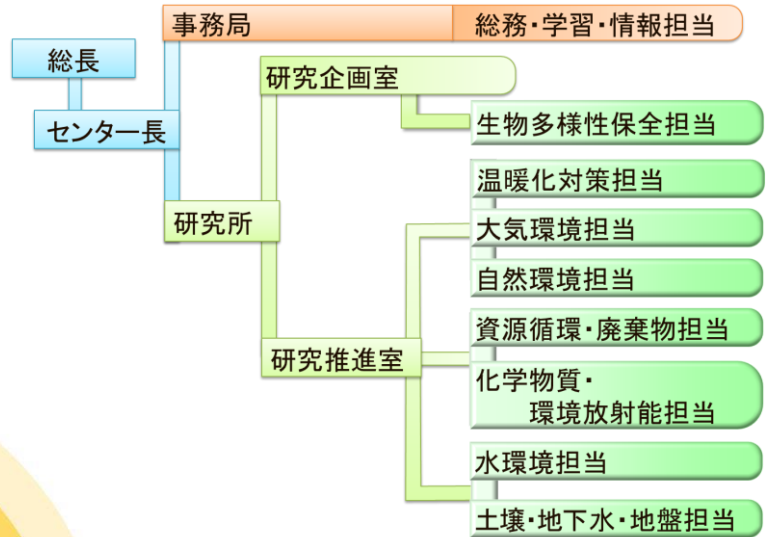 事務局
総務・学習・情報担当
総長
研究企画室
センター長
生物多様性保全担当
温暖化対策担当
研究所
大気環境担当
自然環境担当
資源循環・廃棄物担当
研究推進室
化学物質・
環境放射能担当
水環境担当
土壌・地下水・地盤担当